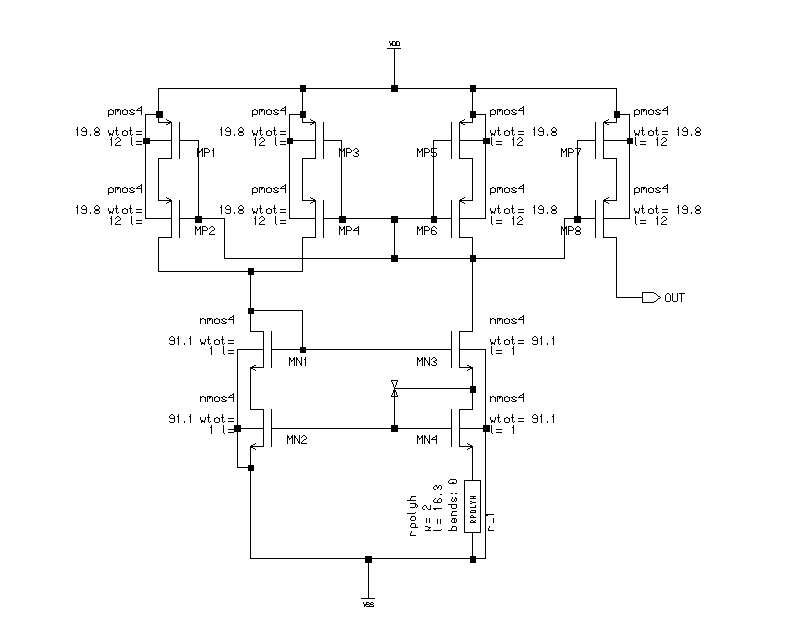 VDD
pmos4
19.8 wtot=
12 l=
MP1
pmos4
19.8 wtot=
12 l=
MP3
pmos4
wtot= 19.8
l= 12
MP5
pmos4
wtot= 19.8
l= 12
MP7
pmos4
19.8 wtot=
12 l=
MP2
pmos4
19.8 wtot=
12 l=
MP4
pmos4
wtot= 19.8
l= 12
MP6
pmos4
wtot= 19.8
l= 12
MP8
OUT
nmos4
91.1 wtot=
1 l=
MN1
nmos4
wtot= 91.1
l= 1
MN3
nmos4
91.1 wtot=
1 l=
MN2
nmos4
wtot= 91.1
l= 1
MN4
rpolyh
w= 2
l= 16.3
bends: 0
RPOLYH
r_1
VSS